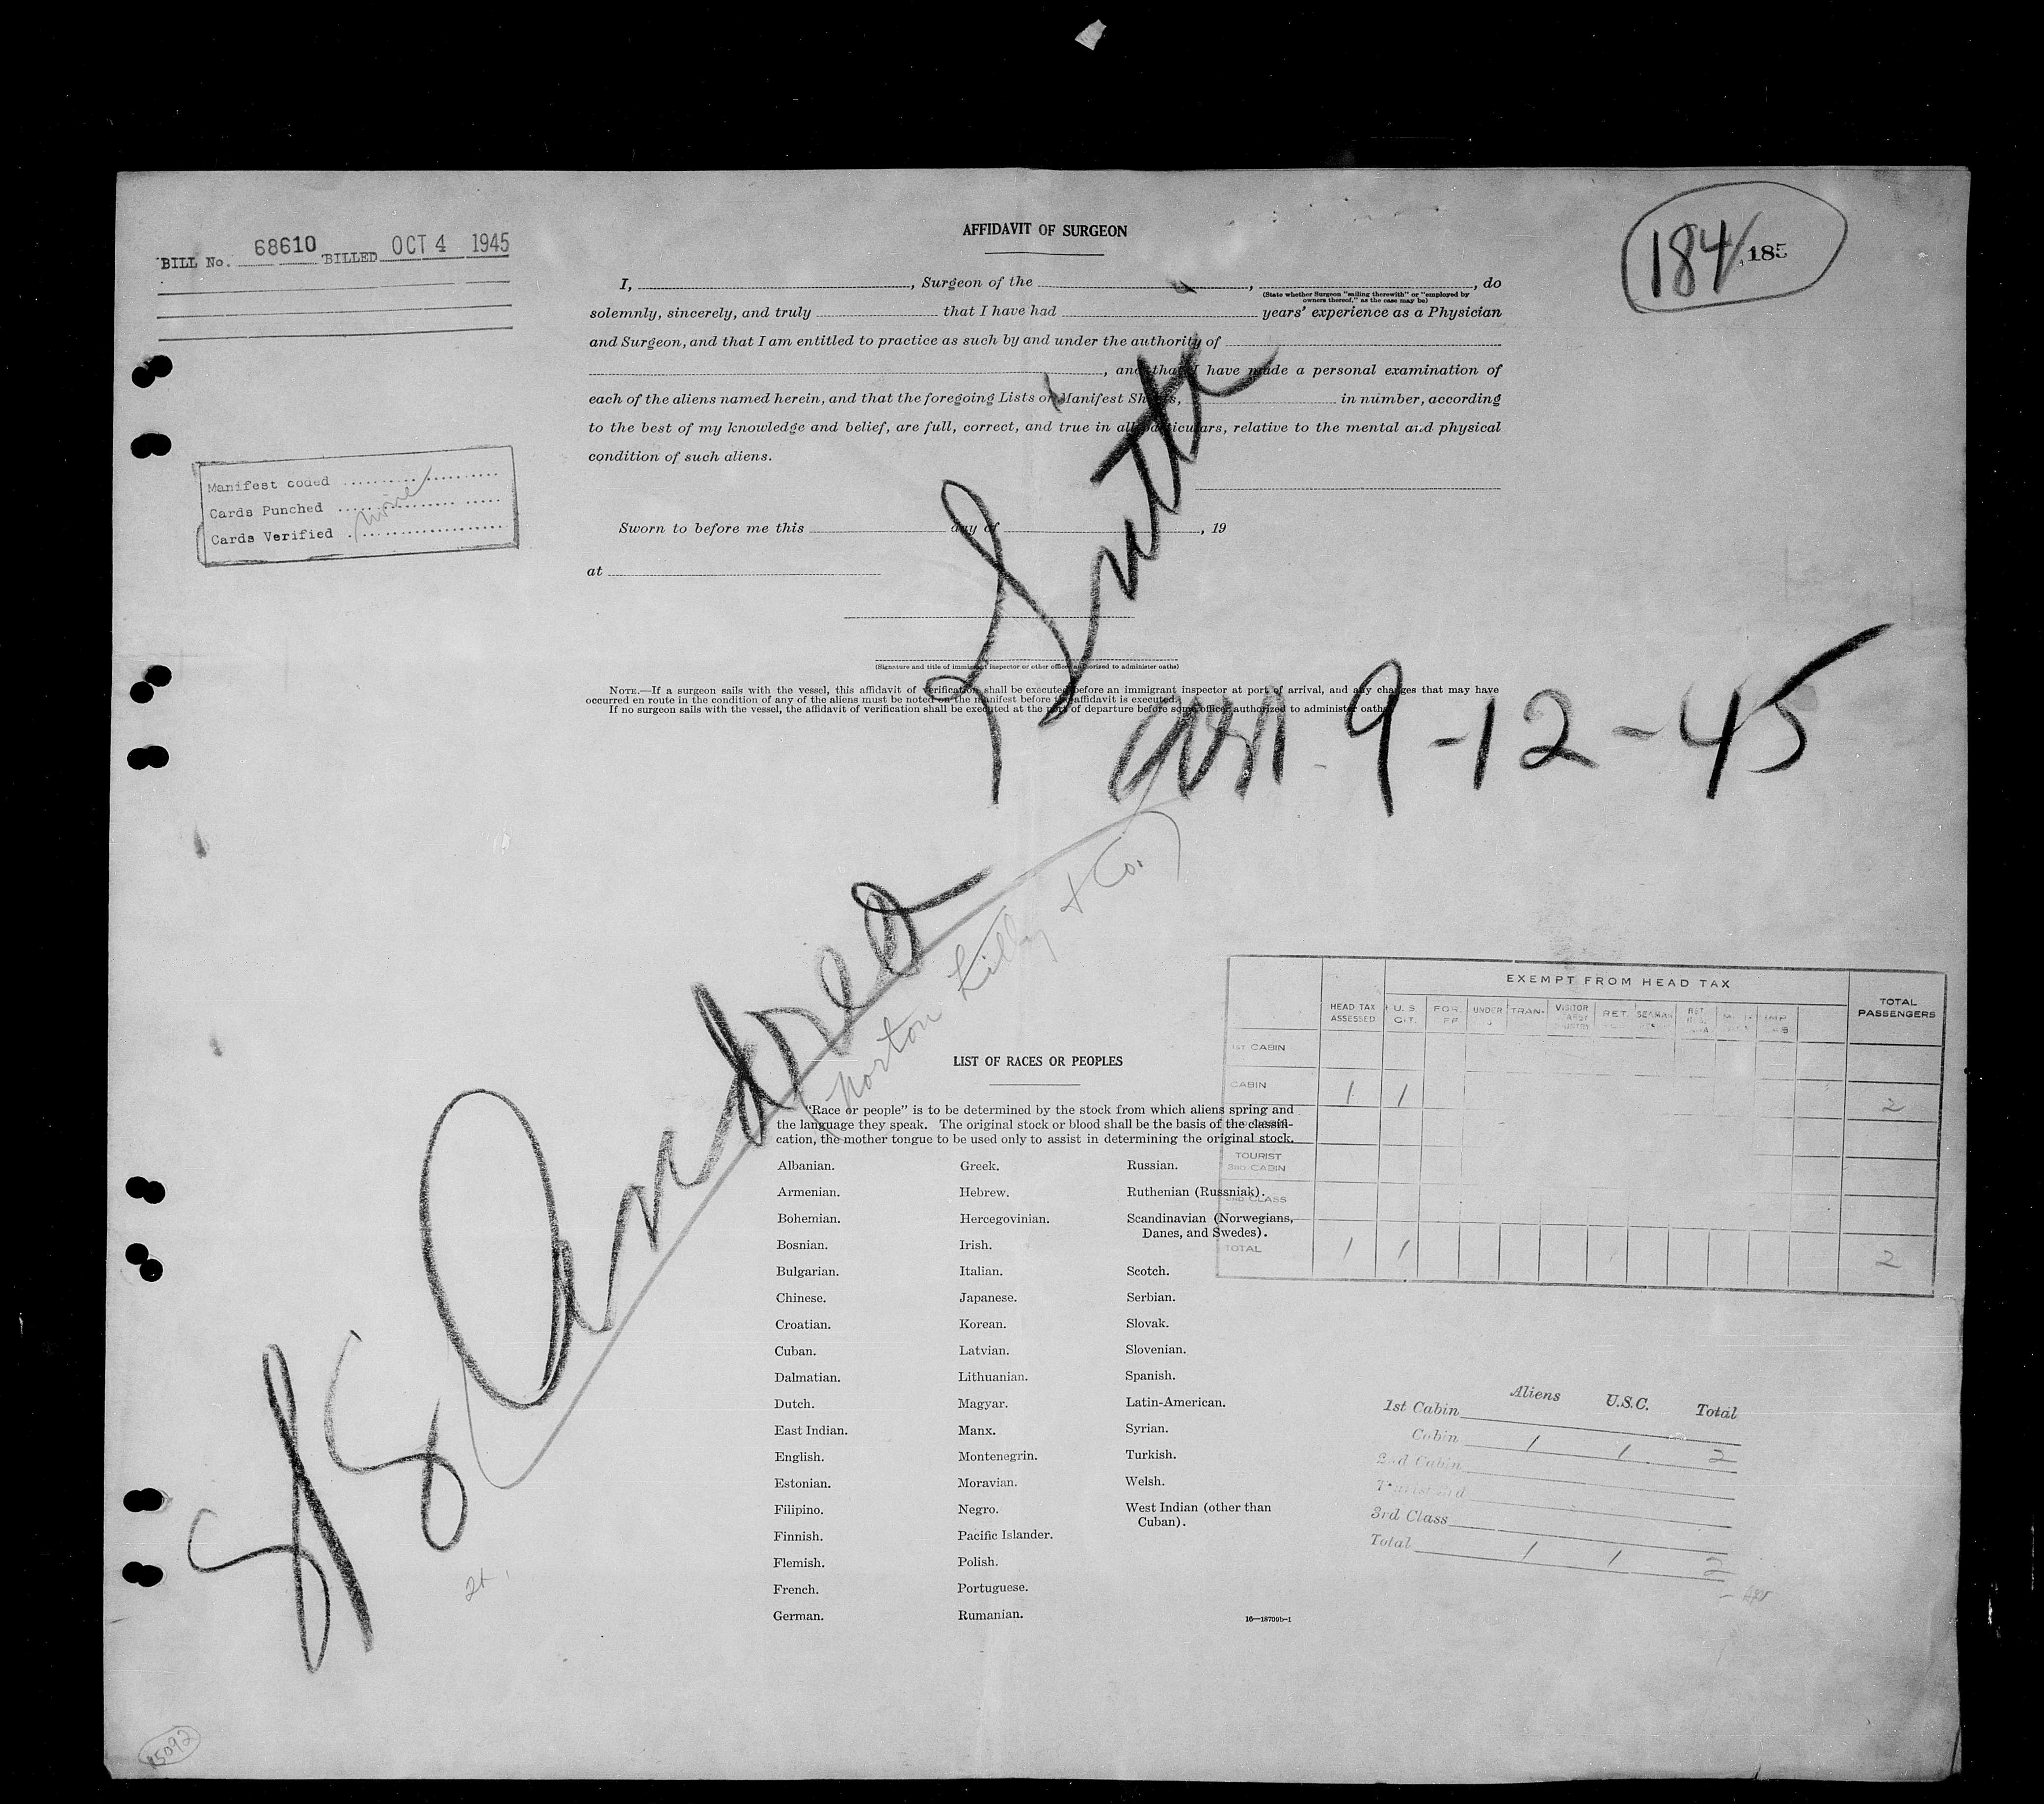 BILL No. 68610 BILLED OCT 4 1945
184, 185
AFFIDAVIT OF SURGEON
I, , Surgeon of the , , do
(State whether Surgeon "sailing therewith" or "employed by
owners thereof," as the case may be)
solemnly, sincerely, and truly that I have had years' experience as a Physician
and Surgeon, and that I am entitled to practice as such by and under the authority of
, and that I have made a personal examination of
each of the aliens named herein, and that the foregoing Lists or Manifest Sheets, in number, according
to the best of my knowledge and belief, are full, correct, and true in all particulars, relative to the mental and physical
condition of such aliens.
Manifest coded
Cards Punched
Cards Verified
none
Sworn to before me this day of , 19
at
(Signature and title of immigrant inspector or other officer authorized to administer oaths)
NOTE.—If a surgeon sails with the vessel, this affidavit of verification shall be executed before an immigrant inspector at port of arrival, and any changes that may have
occurred en route in the condition of any of the aliens must be noted on the manifest before the affidavit is executed.
If no surgeon sails with the vessel, the affidavit of verification shall be executed at the port of departure before some officer authorized to administer oaths.
S/S Andrea
9-12-45
(Norton Lilly & Co.)
EXEMPT FROM HEAD TAX
HEAD TAX ASSESSED U.S. CIT. FOR. UNDER TRAN- VISITOR RET. SEAMAN RET. TOTAL PASSENGERS
1ST CABIN
CABIN 1 1 2
TOURIST
3RD CABIN
3RD CLASS
TOTAL 1 1 2
LIST OF RACES OR PEOPLES
"Race or people" is to be determined by the stock from which aliens spring and
the language they speak. The original stock or blood shall be the basis of the classifi-
cation, the mother tongue to be used only to assist in determining the original stock.
Albanian.
Armenian.
Bohemian.
Bosnian.
Bulgarian.
Chinese.
Croatian.
Cuban.
Dalmatian.
Dutch.
East Indian.
English.
Estonian.
Filipino.
Finnish.
Flemish.
French.
German.
Greek.
Hebrew.
Hercegovinian.
Irish.
Italian.
Japanese.
Korean.
Latvian.
Lithuanian.
Magyar.
Manx.
Montenegrin.
Moravian.
Negro.
Pacific Islander.
Polish.
Portuguese.
Rumanian.
Russian.
Ruthenian (Russniak).
Scandinavian (Norwegians,
Danes, and Swedes).
Scotch.
Serbian.
Slovak.
Slovenian.
Spanish.
Latin-American.
Syrian.
Turkish.
Welsh.
West Indian (other than
Cuban).
16—18709b-1
Aliens U.S.C. Total
1st Cabin
Cabin 1 1 2
2nd Cabin
Tourist 3rd
3rd Class
Total 1 1 2